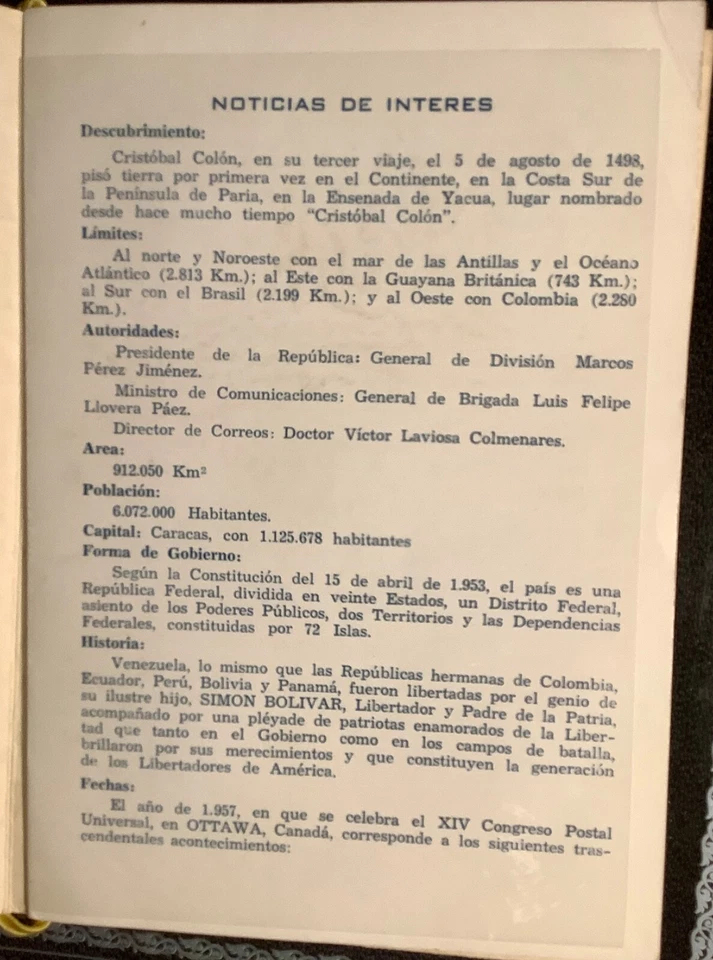 NOTICIAS DE INTERES
Descubrimiento:
Cristóbal Colón, en su tercer viaje, el 5 de agosto de 1498,
pisó tierra por primera vez en el Continente, en la Costa Sur de
la Península de Paria, en la Ensenada de Yacua, lugar nombrado
desde hace mucho tiempo “Cristóbal Colón”.
Límites:
Al norte y Noroeste con el mar de las Antillas y el Océano
Atlántico (2.813 Km.); al Este con la Guayana Británica (743 Km.);
al Sur con el Brasil (2.199 Km.); y al Oeste con Colombia (2.280
Km.).
Autoridades:
Presidente de la República: General de División Marcos
Pérez Jiménez.
Ministro de Comunicaciones: General de Brigada Luis Felipe
Llovera Páez.
Director de Correos: Doctor Víctor Laviosa Colmenares.
Area:
912.050 Km²
Población:
6.072.000 Habitantes.
Capital: Caracas, con 1.125.678 habitantes
Forma de Gobierno:
Según la Constitución del 15 de abril de 1.953, el país es una
República Federal, dividida en veinte Estados, un Distrito Federal,
asiento de los Poderes Públicos, dos Territorios y las Dependencias
Federales, constituidas por 72 Islas.
Historia:
Venezuela, lo mismo que las Repúblicas hermanas de Colombia,
Ecuador, Perú, Bolivia y Panamá, fueron libertadas por el genio de
su ilustre hijo, SIMON BOLIVAR, Libertador y Padre de la Patria,
acompañado por una pléyade de patriotas enamorados de la Liber-
tad que tanto en el Gobierno como en los campos de batalla,
brillaron por sus merecimientos y que constituyen la generación
de los Libertadores de América.
Fechas:
El año de 1.957, en que se celebra el XIV Congreso Postal
Universal, en OTTAWA, Canadá, corresponde a los siguientes tras-
cendentales acontecimientos: